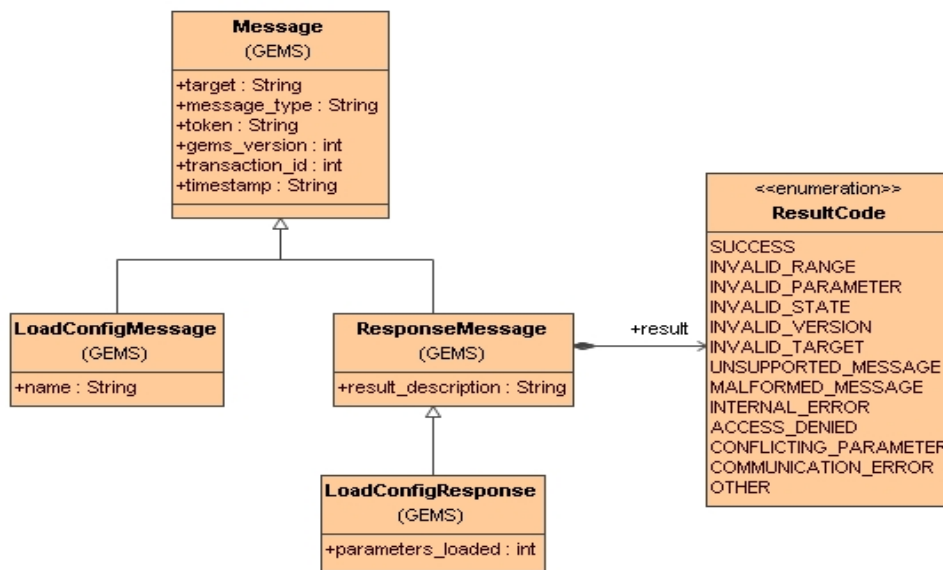 Message
(GEMS)
+target : String
+message_type : String
+token : String
+gems_version : int
+transaction_id : int
+timestamp : String
<<enumeration>>
ResultCode
SUCCESS
INVALID_RANGE
INVALID_PARAMETER
INVALID_STATE
INVALID_VERSION
INVALID_TARGET
UNSUPPORTED_MESSAGE
MALFORMED_MESSAGE
INTERNAL_ERROR
ACCESS_DENIED
CONFLICTING_PARAMETER
COMMUNICATION_ERROR
OTHER
LoadConfigMessage
(GEMS)
+name : String
ResponseMessage
(GEMS)
+result_description : String
+result
LoadConfigResponse
(GEMS)
+parameters_loaded : int